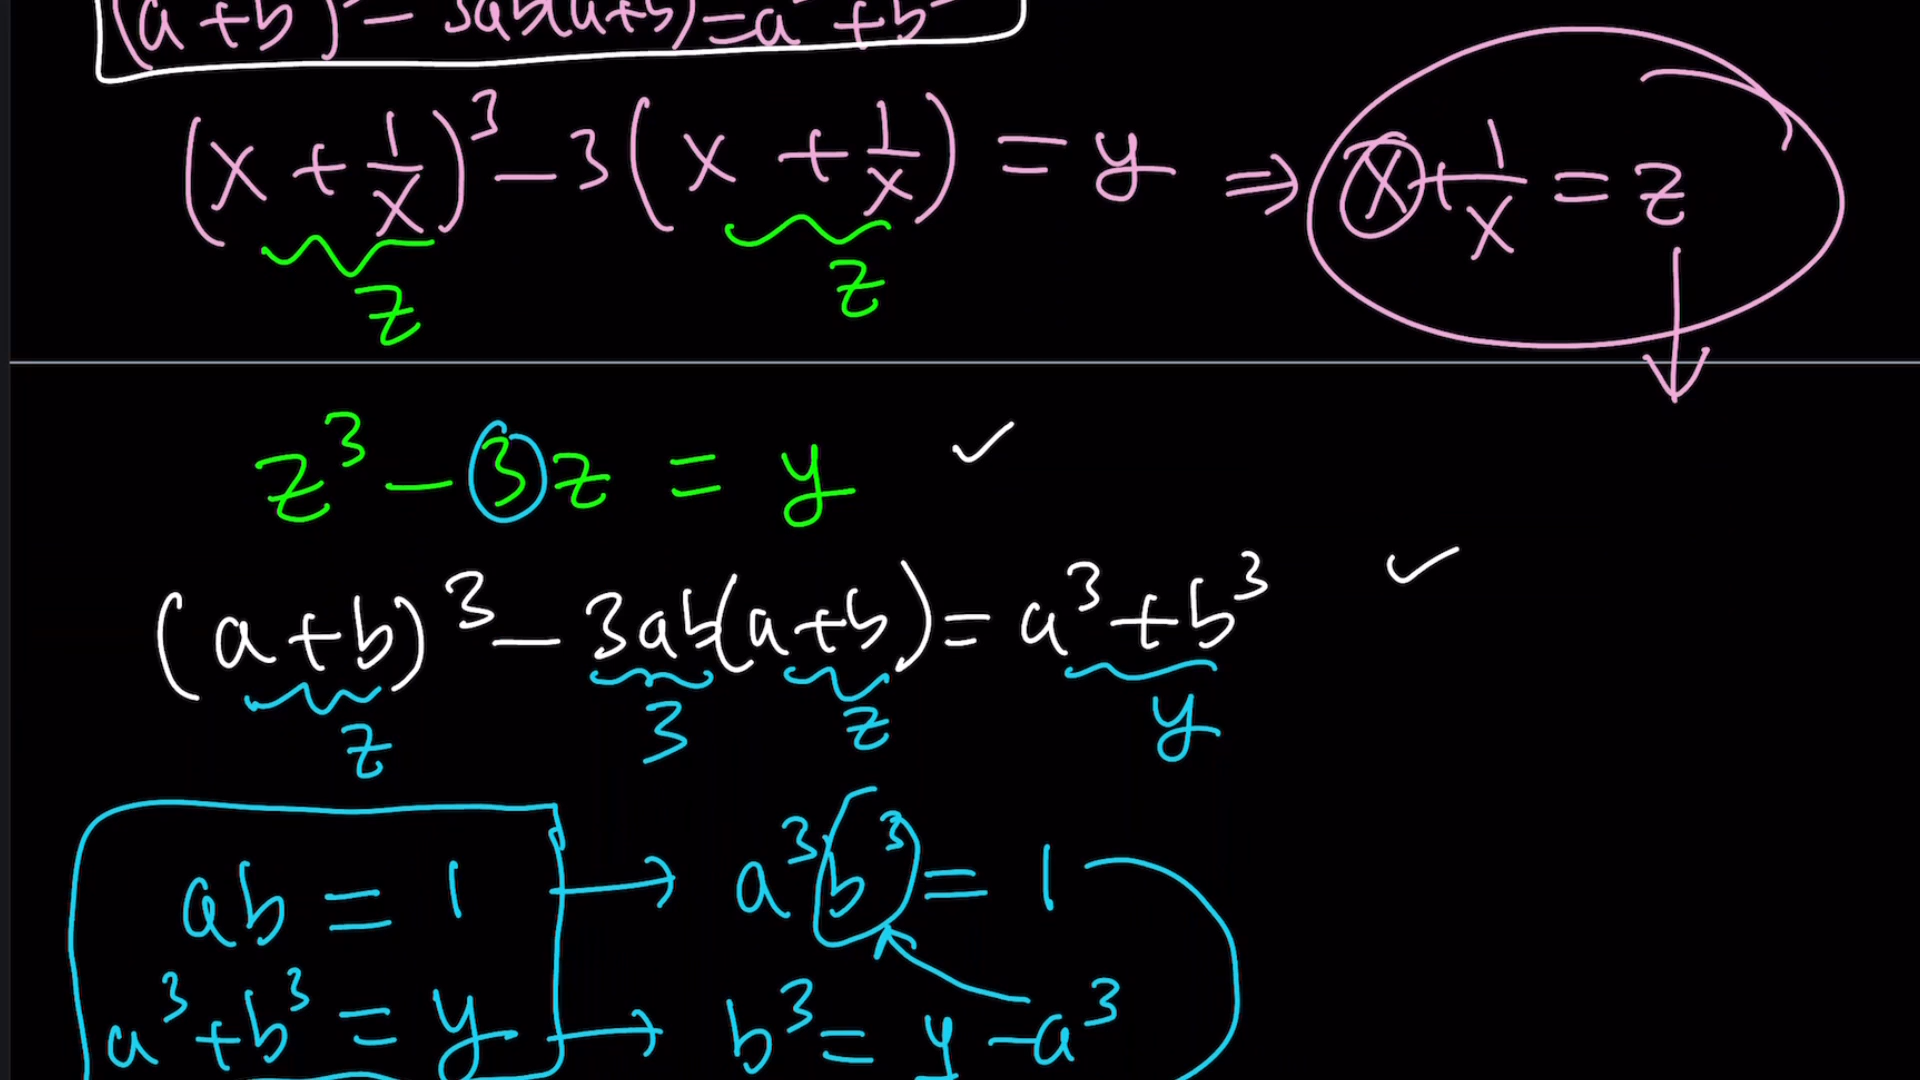 (a+b)³ - 3ab(a+b) = a³+b³
(x + 1/x)³ - 3(x + 1/x) = y ⇒ x + 1/x = z
z z
z³ - 3z = y ✓
(a+b)³ - 3ab(a+b) = a³+b³ ✓
z 3 z y
ab = 1 → a³b³ = 1
a³+b³ = y → b³ = y - a³